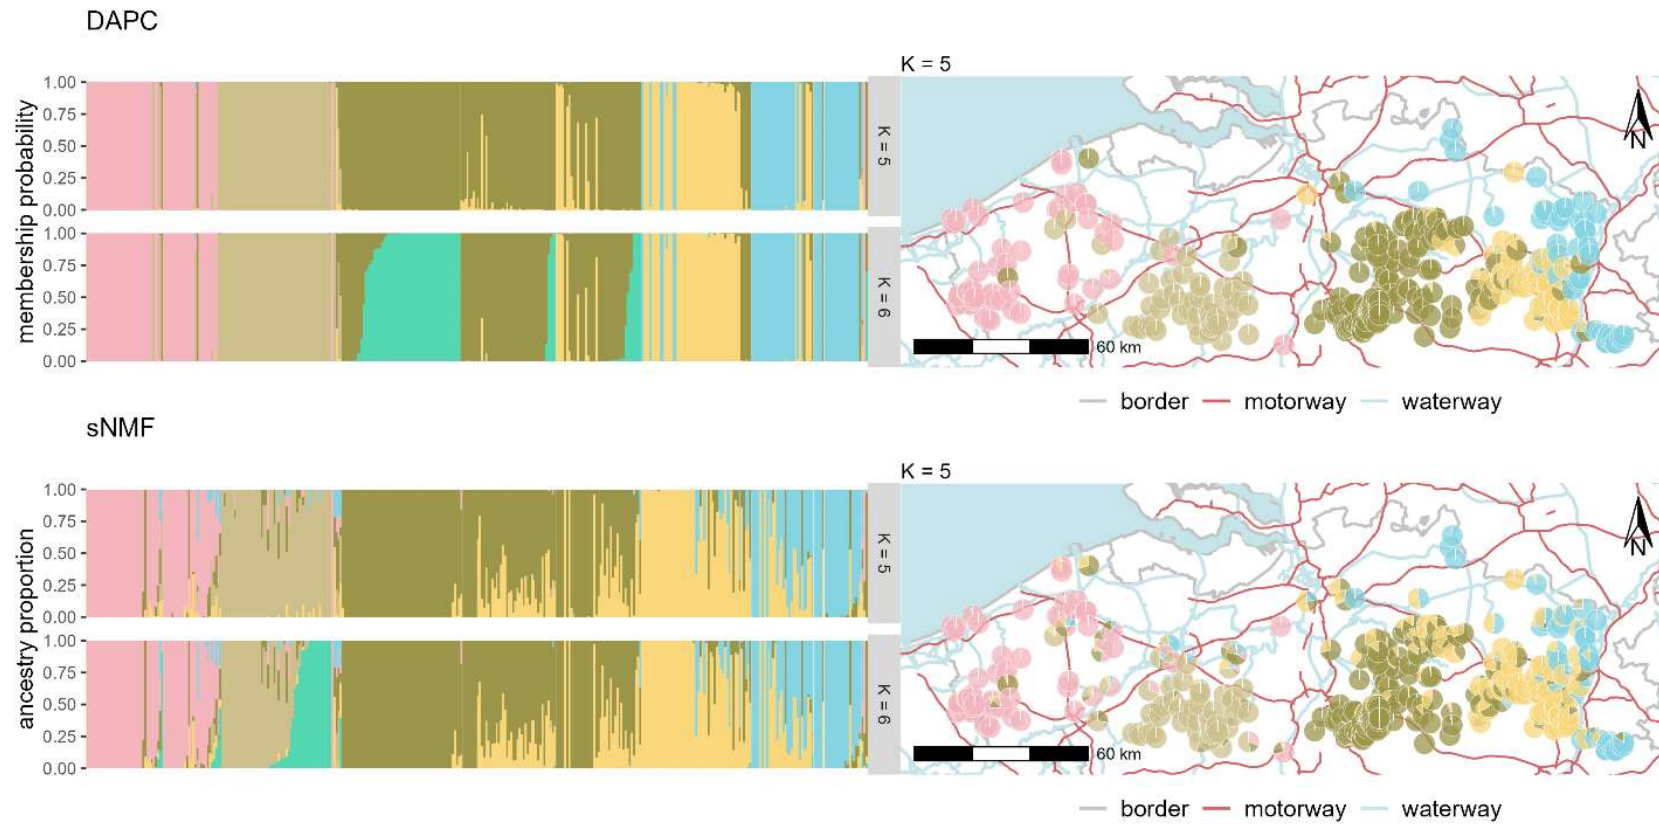 DAPC
membership probability
1.00
0.75
0.50
0.25
0.00
K = 5
1.00
0.75
0.50
0.25
0.00
K = 6
K = 5
N
60 km
border motorway waterway
sNMF
ancestry proportion
1.00
0.75
0.50
0.25
0.00
K = 5
1.00
0.75
0.50
0.25
0.00
K = 6
K = 5
N
60 km
border motorway waterway